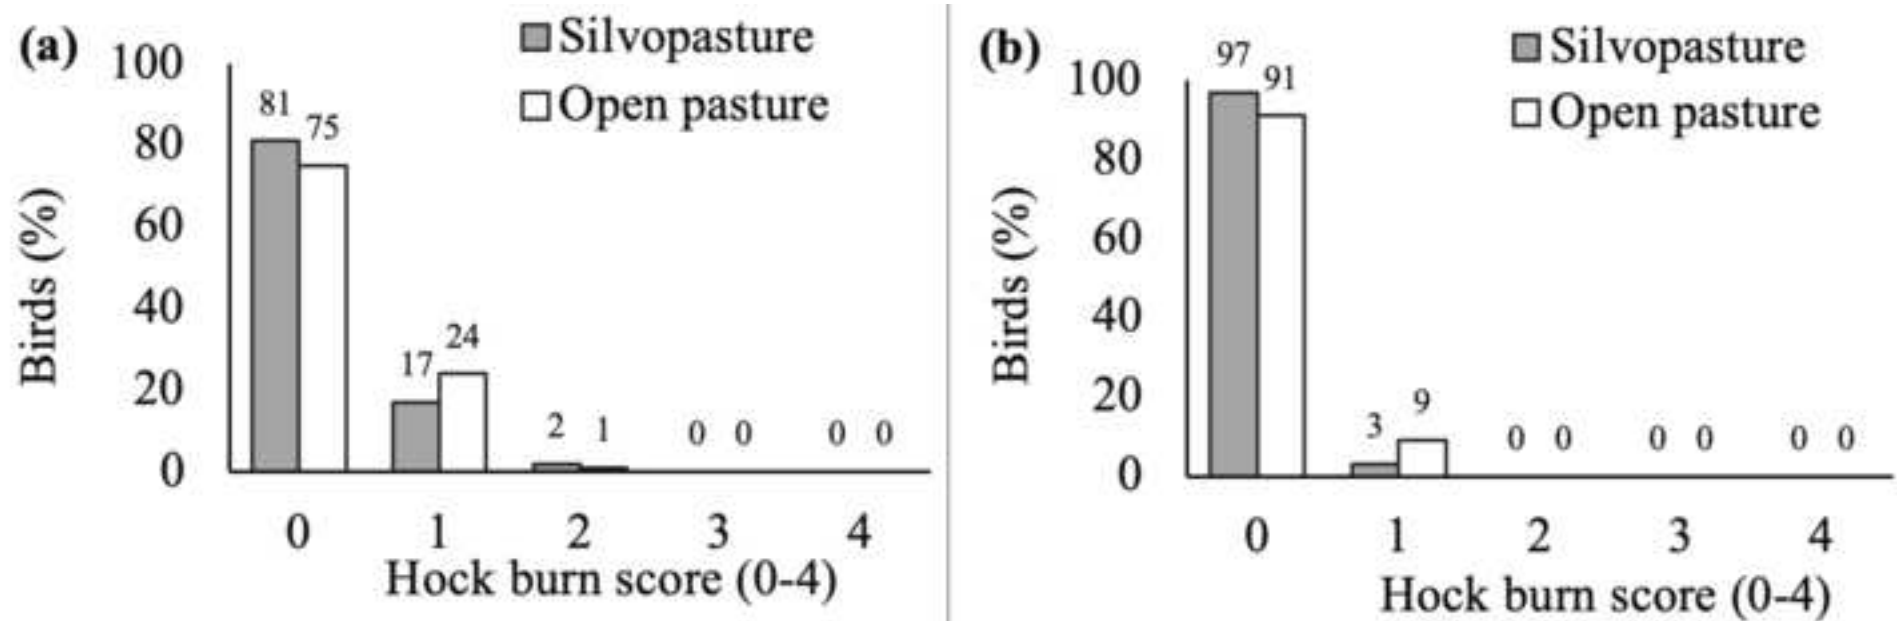 (a)
Silvopasture
Open pasture
Birds (%)
100
80
60
40
20
0
81 75
17 24
2 1
0 0
0 0
0 1 2 3 4
Hock burn score (0-4)
(b)
Silvopasture
Open pasture
Birds (%)
100
80
60
40
20
0
97 91
3 9
0 0
0 0
0 0
0 1 2 3 4
Hock burn score (0-4)